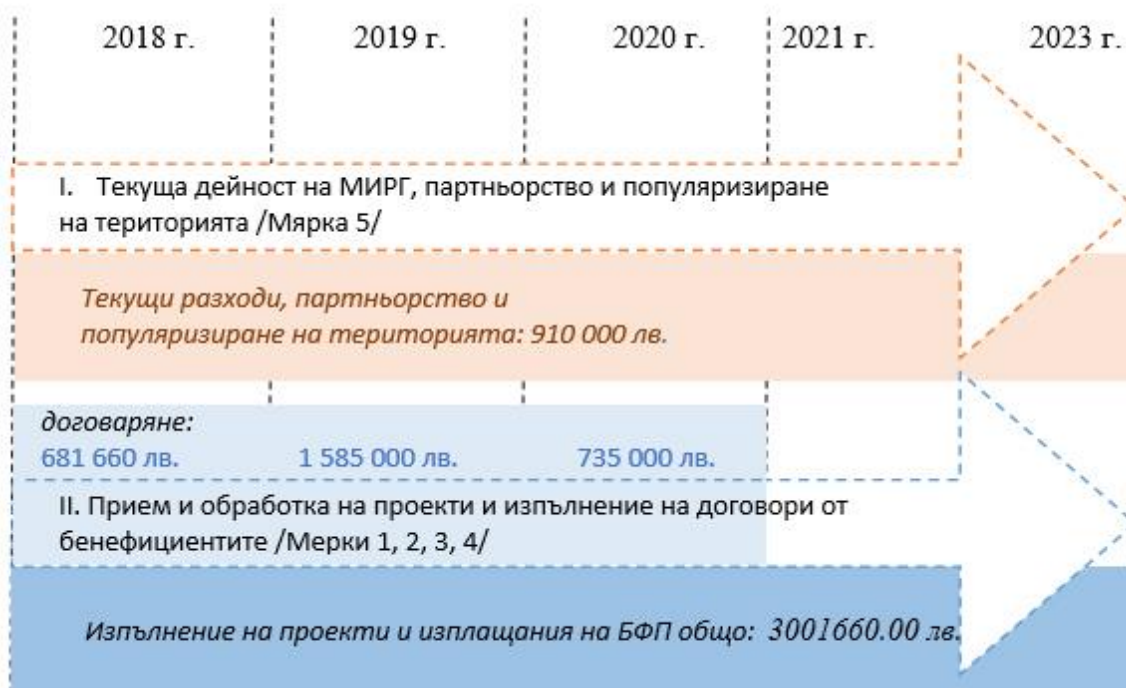 2018 г. 2019 г. 2020 г. 2021 г. 2023 г.
I. Текуща дейност на МИРГ, партньорство и популяризиране
на територията /Мярка 5/
Текущи разходи, партньорство и
популяризиране на територията: 910 000 лв.
договаряне:
681 660 лв. 1 585 000 лв. 735 000 лв.
II. Прием и обработка на проекти и изпълнение на договори от
бенефициентите /Мерки 1, 2, 3, 4/
Изпълнение на проекти и изплащания на БФП общо: 3001660.00 лв.